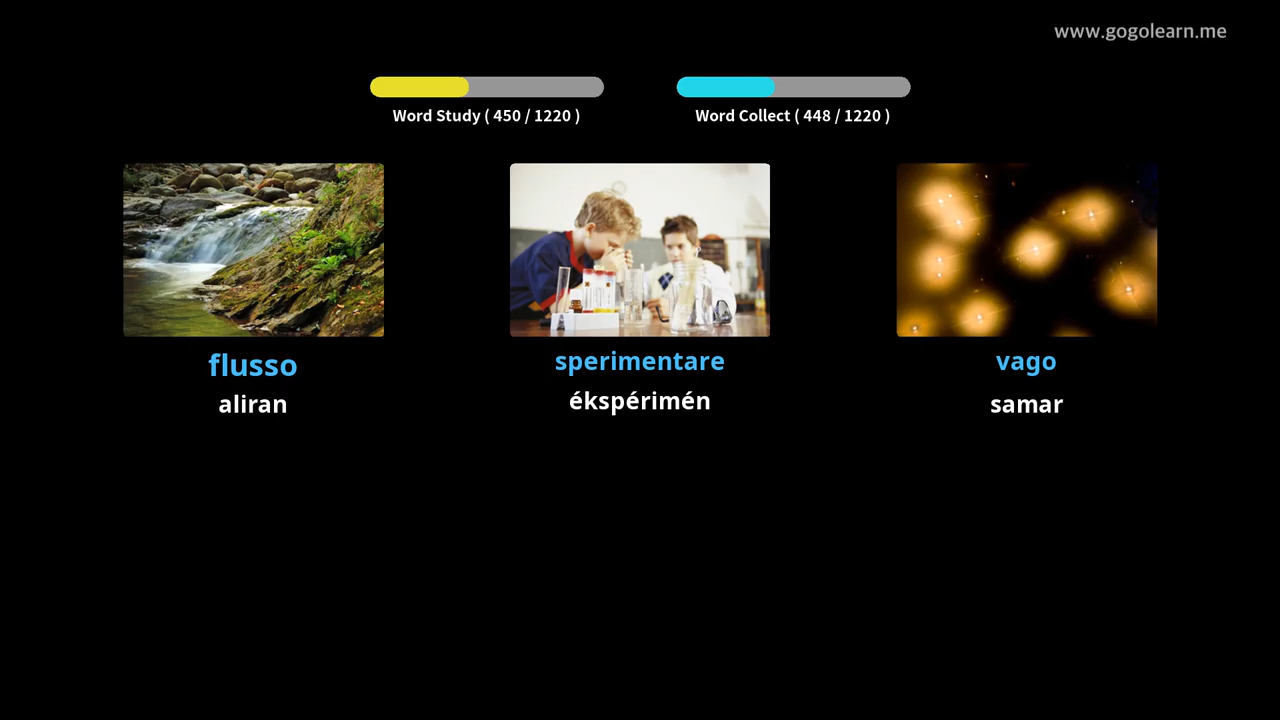 www.gogolearn.me
Word Study ( 450 / 1220 )
Word Collect ( 448 / 1220 )
flusso
aliran
sperimentare
ékspérimén
vago
samar